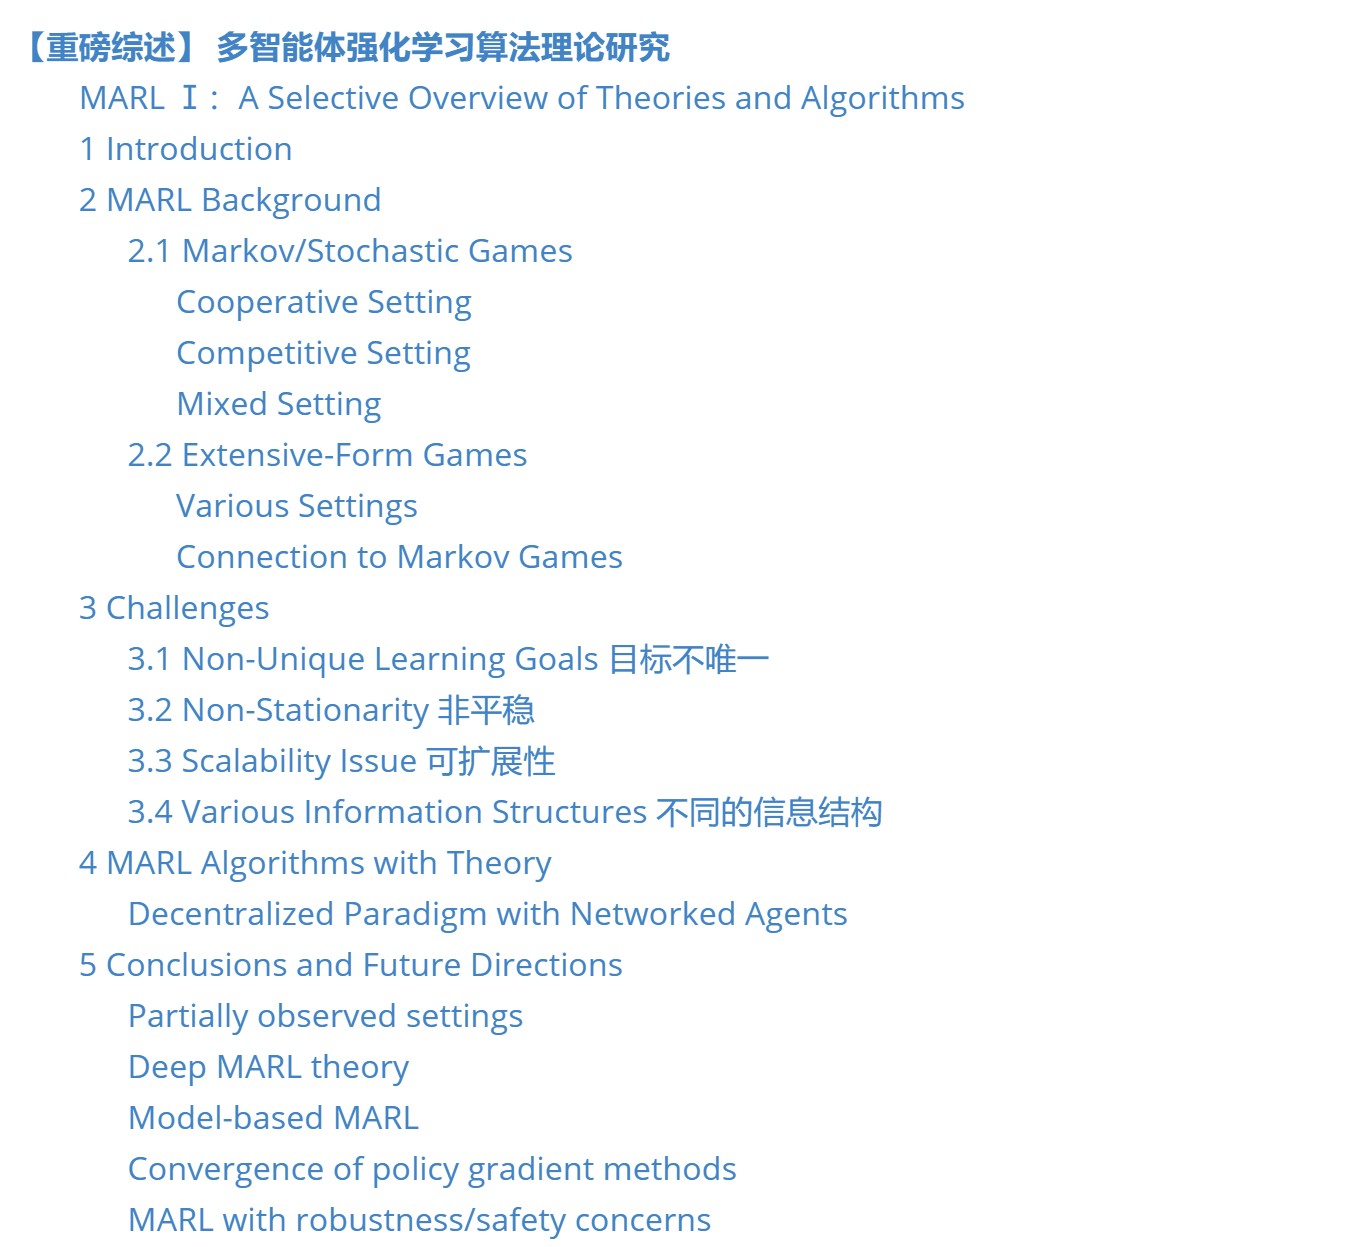 【重磅综述】 多智能体强化学习算法理论研究
MARL Ⅰ： A Selective Overview of Theories and Algorithms
1 Introduction
2 MARL Background
2.1 Markov/Stochastic Games
Cooperative Setting
Competitive Setting
Mixed Setting
2.2 Extensive-Form Games
Various Settings
Connection to Markov Games
3 Challenges
3.1 Non-Unique Learning Goals 目标不唯一
3.2 Non-Stationarity 非平稳
3.3 Scalability Issue 可扩展性
3.4 Various Information Structures 不同的信息结构
4 MARL Algorithms with Theory
Decentralized Paradigm with Networked Agents
5 Conclusions and Future Directions
Partially observed settings
Deep MARL theory
Model-based MARL
Convergence of policy gradient methods
MARL with robustness/safety concerns